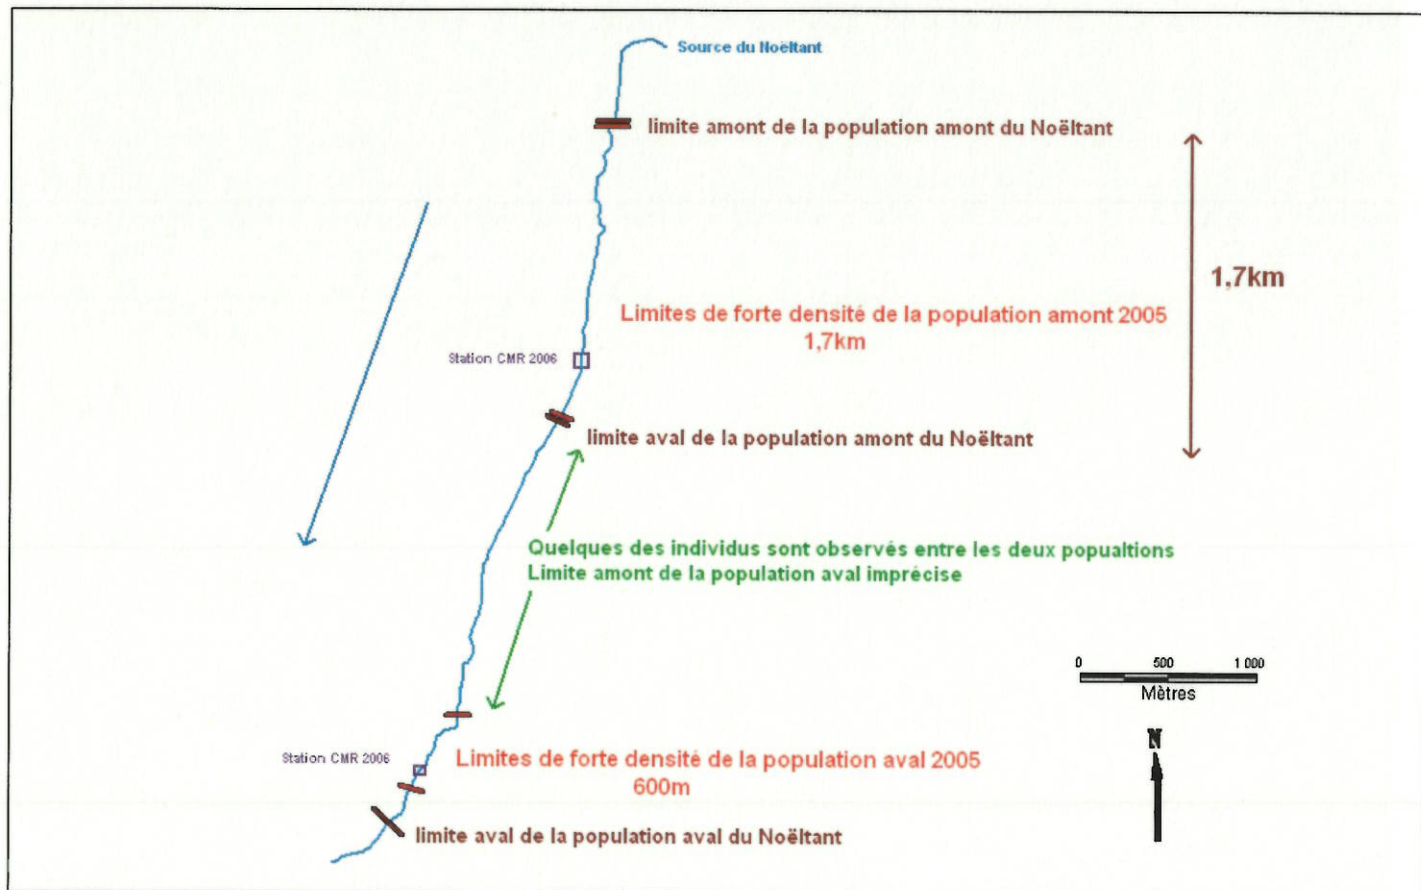 Source du Noëltant
limite amont de la population amont du Noëltant
1,7km
Limites de forte densité de la population amont 2005
1,7km
Station CMR 2006
limite aval de la population amont du Noëltant
Quelques des individus sont observés entre les deux popualtions
Limite amont de la population aval imprécise
0 500 1 000
Mètres
N
Station CMR 2006
Limites de forte densité de la population aval 2005
600m
limite aval de la population aval du Noëltant